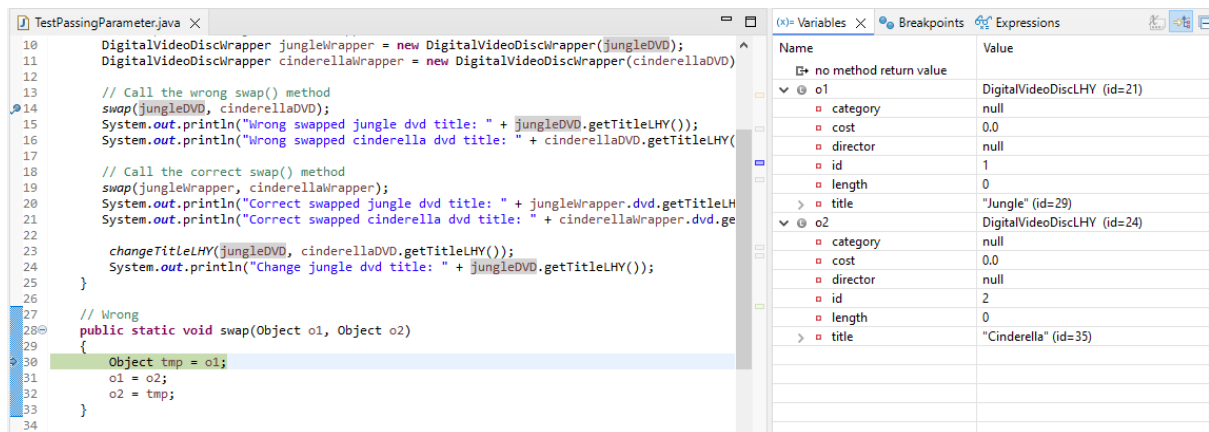 TestPassingParameter.java
10 DigitalVideoDiscWrapper jungleWrapper = new DigitalVideoDiscWrapper(jungleDVD);
11 DigitalVideoDiscWrapper cinderellaWrapper = new DigitalVideoDiscWrapper(cinderellaDVD)
12
13 // Call the wrong swap() method
14 swap(jungleDVD, cinderellaDVD);
15 System.out.println("Wrong swapped jungle dvd title: " + jungleDVD.getTitleLHY());
16 System.out.println("Wrong swapped cinderella dvd title: " + cinderellaDVD.getTitleLHY(
17
18 // Call the correct swap() method
19 swap(jungleWrapper, cinderellaWrapper);
20 System.out.println("Correct swapped jungle dvd title: " + jungleWrapper.dvd.getTitleLH
21 System.out.println("Correct swapped cinderella dvd title: " + cinderellaWrapper.dvd.ge
22
23 changeTitleLHY(jungleDVD, cinderellaDVD.getTitleLHY());
24 System.out.println("Change jungle dvd title: " + jungleDVD.getTitleLHY());
25 }
26
27 // Wrong
28 public static void swap(Object o1, Object o2)
29 {
30 Object tmp = o1;
31 o1 = o2;
32 o2 = tmp;
33 }
34
(x)= Variables Breakpoints Expressions
Name Value
no method return value
o1 DigitalVideoDiscLHY (id=21)
category null
cost 0.0
director null
id 1
length 0
title "Jungle" (id=29)
o2 DigitalVideoDiscLHY (id=24)
category null
cost 0.0
director null
id 2
length 0
title "Cinderella" (id=35)